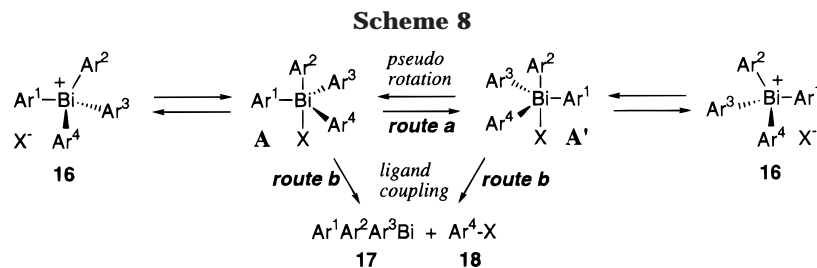 Scheme 8
Ar² Ar² pseudo Ar² Ar²
+ Ar³ rotation Ar³ +
Ar¹-Bi Ar³ Ar¹-Bi Bi-Ar¹ Ar³ Bi-Ar¹
X⁻ Ar⁴ A X Ar⁴ route a Ar⁴ X A' Ar⁴ X⁻
16 route b ligand coupling route b 16
Ar¹Ar²Ar³Bi + Ar⁴-X
17 18